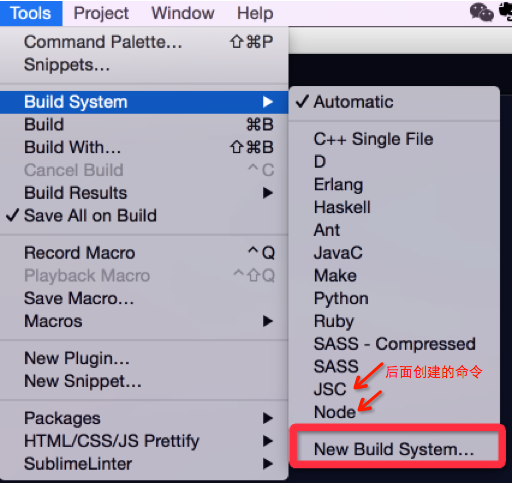 Tools Project Window Help
Command Palette… ⇧⌘P
Snippets…
Build System ▶
Build ⌘B
Build With… ⇧⌘B
Cancel Build ^C
Build Results ▶
✓ Save All on Build
Record Macro ^Q
Playback Macro ^⇧Q
Save Macro…
Macros ▶
New Plugin…
New Snippet…
Packages ▶
HTML/CSS/JS Prettify ▶
SublimeLinter ▶
✓ Automatic
C++ Single File
D
Erlang
Haskell
Ant
JavaC
Make
Python
Ruby
SASS - Compressed
SASS
后面创建的命令
JSC
Node
New Build System…